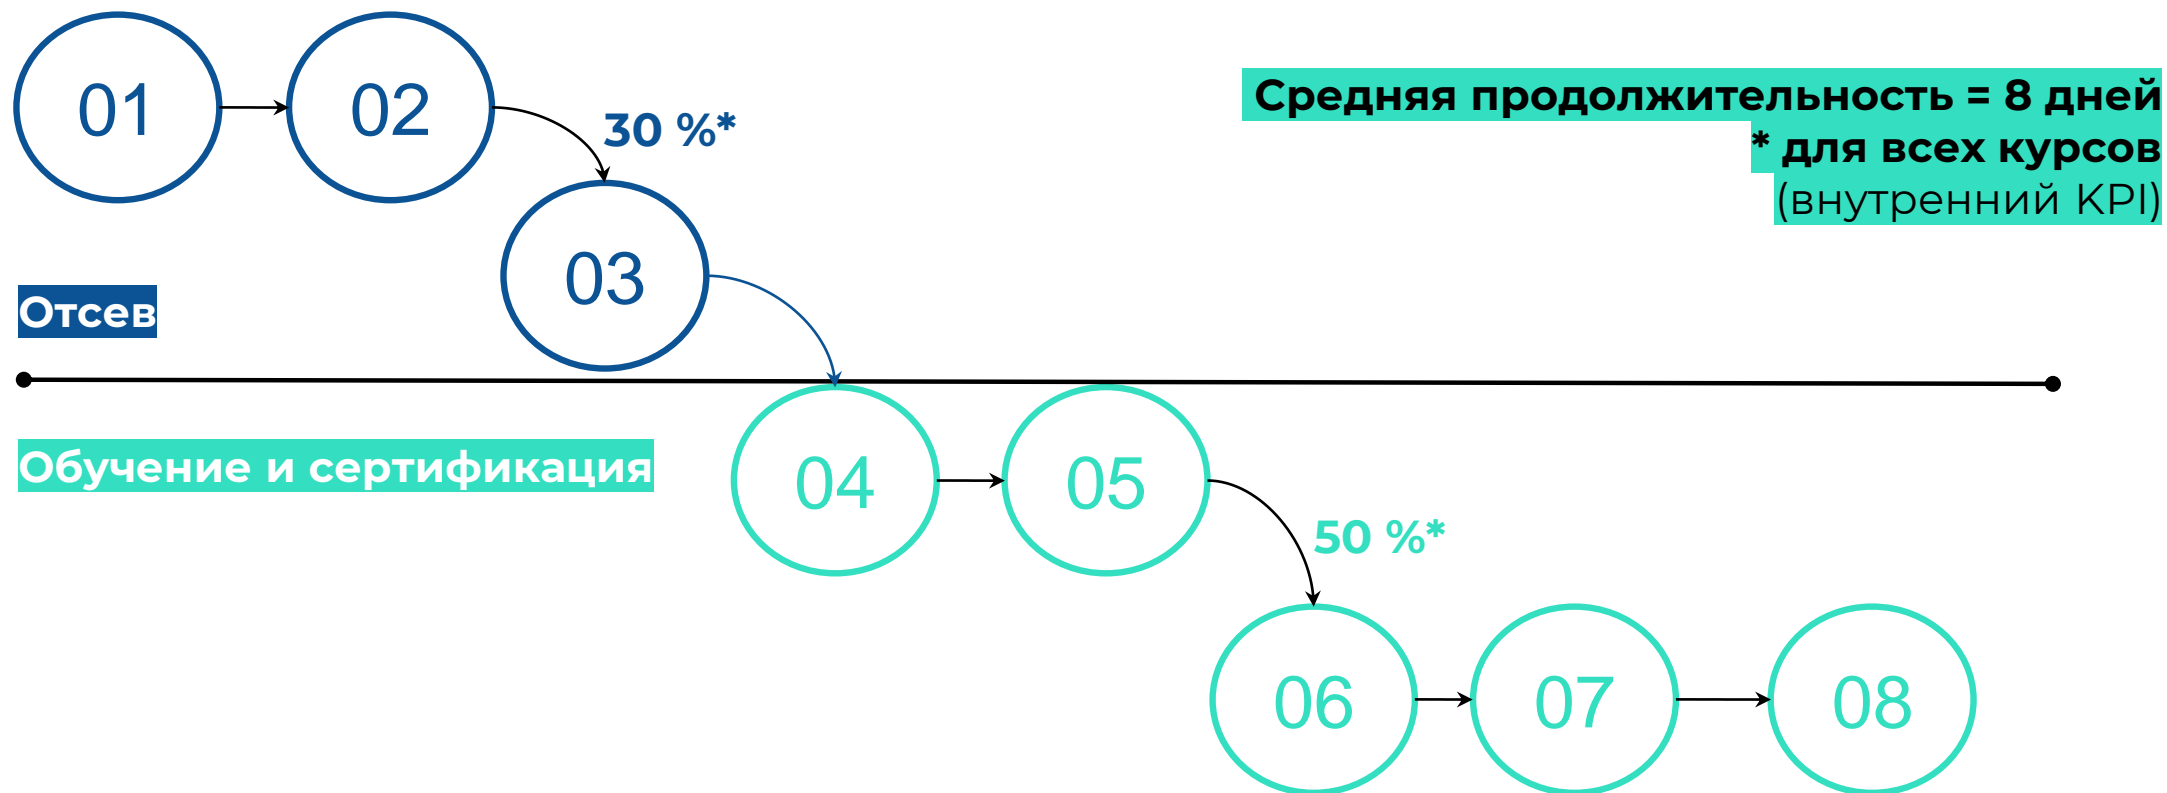 01
02
30 %*
Средняя продолжительность = 8 дней
* для всех курсов
(внутренний KPI)
03
Отсев
Обучение и сертификация
04
05
50 %*
06
07
08